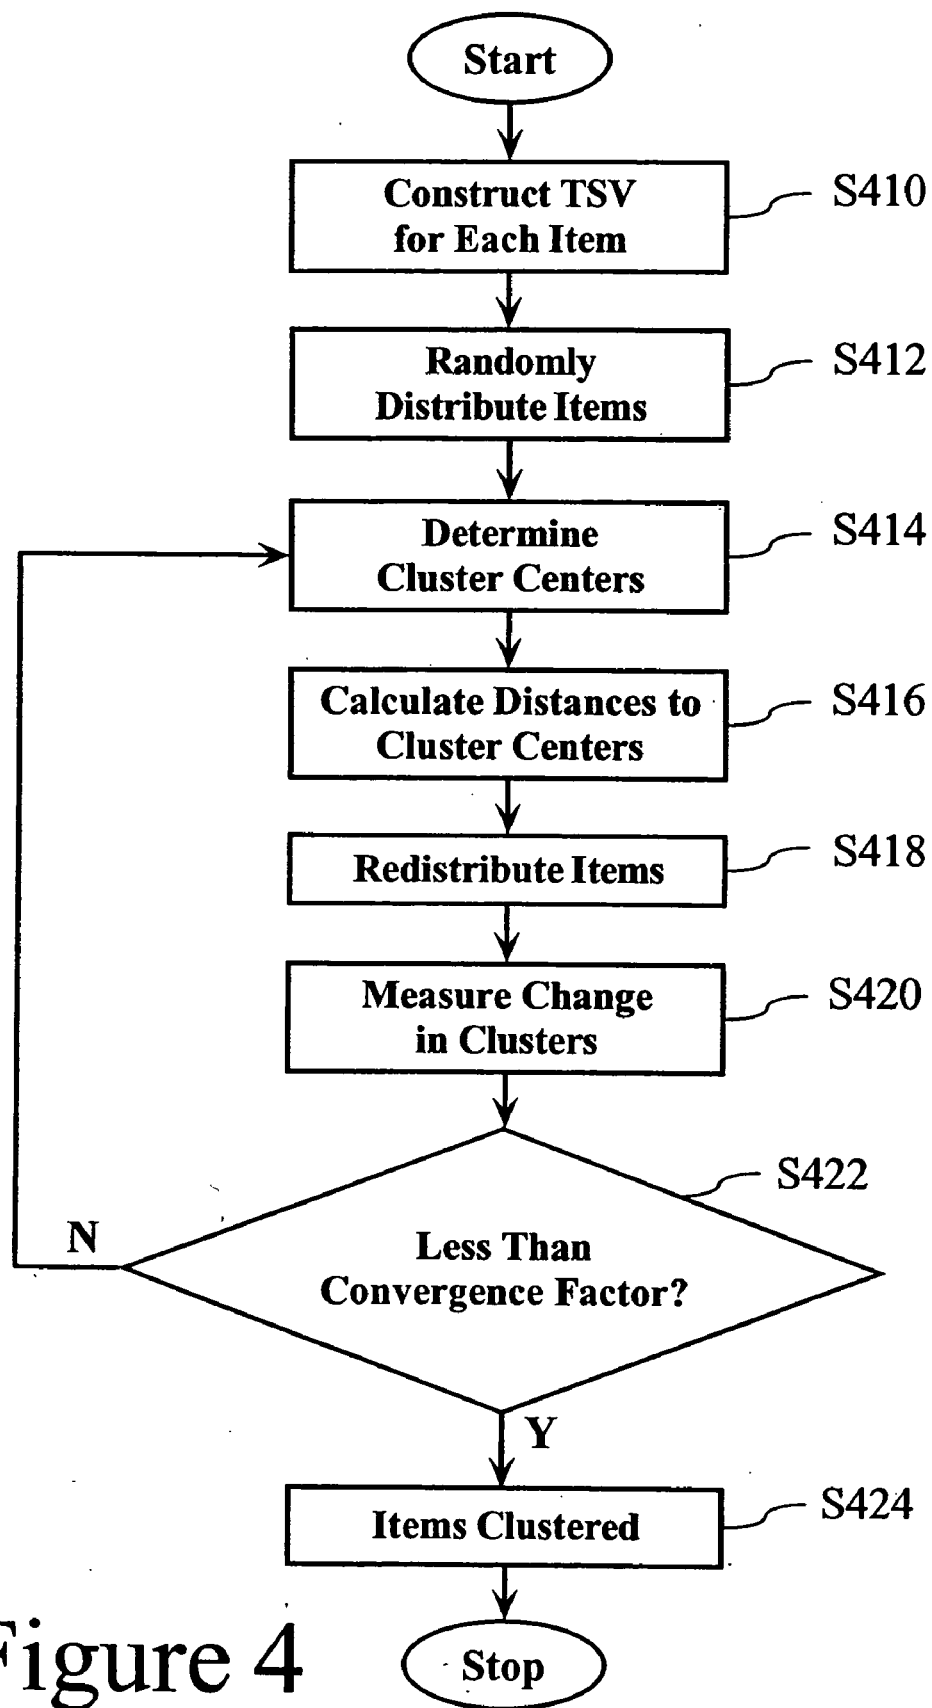 Start
Construct TSV
for Each Item
S410
Randomly
Distribute Items
S412
Determine
Cluster Centers
S414
Calculate Distances to
Cluster Centers
S416
Redistribute Items
S418
Measure Change
in Clusters
S420
Less Than
Convergence Factor?
S422
N
Y
Items Clustered
S424
Stop
Figure 4